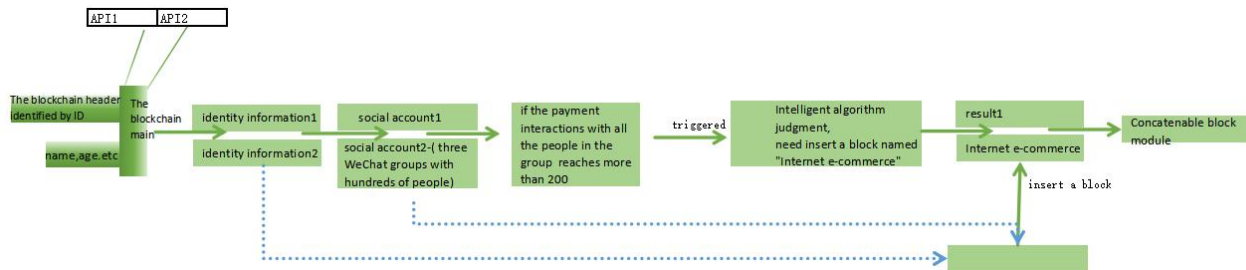 API1 API2
The blockchain header
identified by ID
name,age.etc
The
blockchain
main
identity information1
identity information2
social account1
social account2-( three
WeChat groups with
hundreds of people)
if the payment
interactions with all
the people in the
group reaches more
than 200
triggered
Intelligent algorithm
judgment,
need insert a block named
"Internet e-commerce"
result1
Internet e-commerce
Concatenable block
module
insert a block